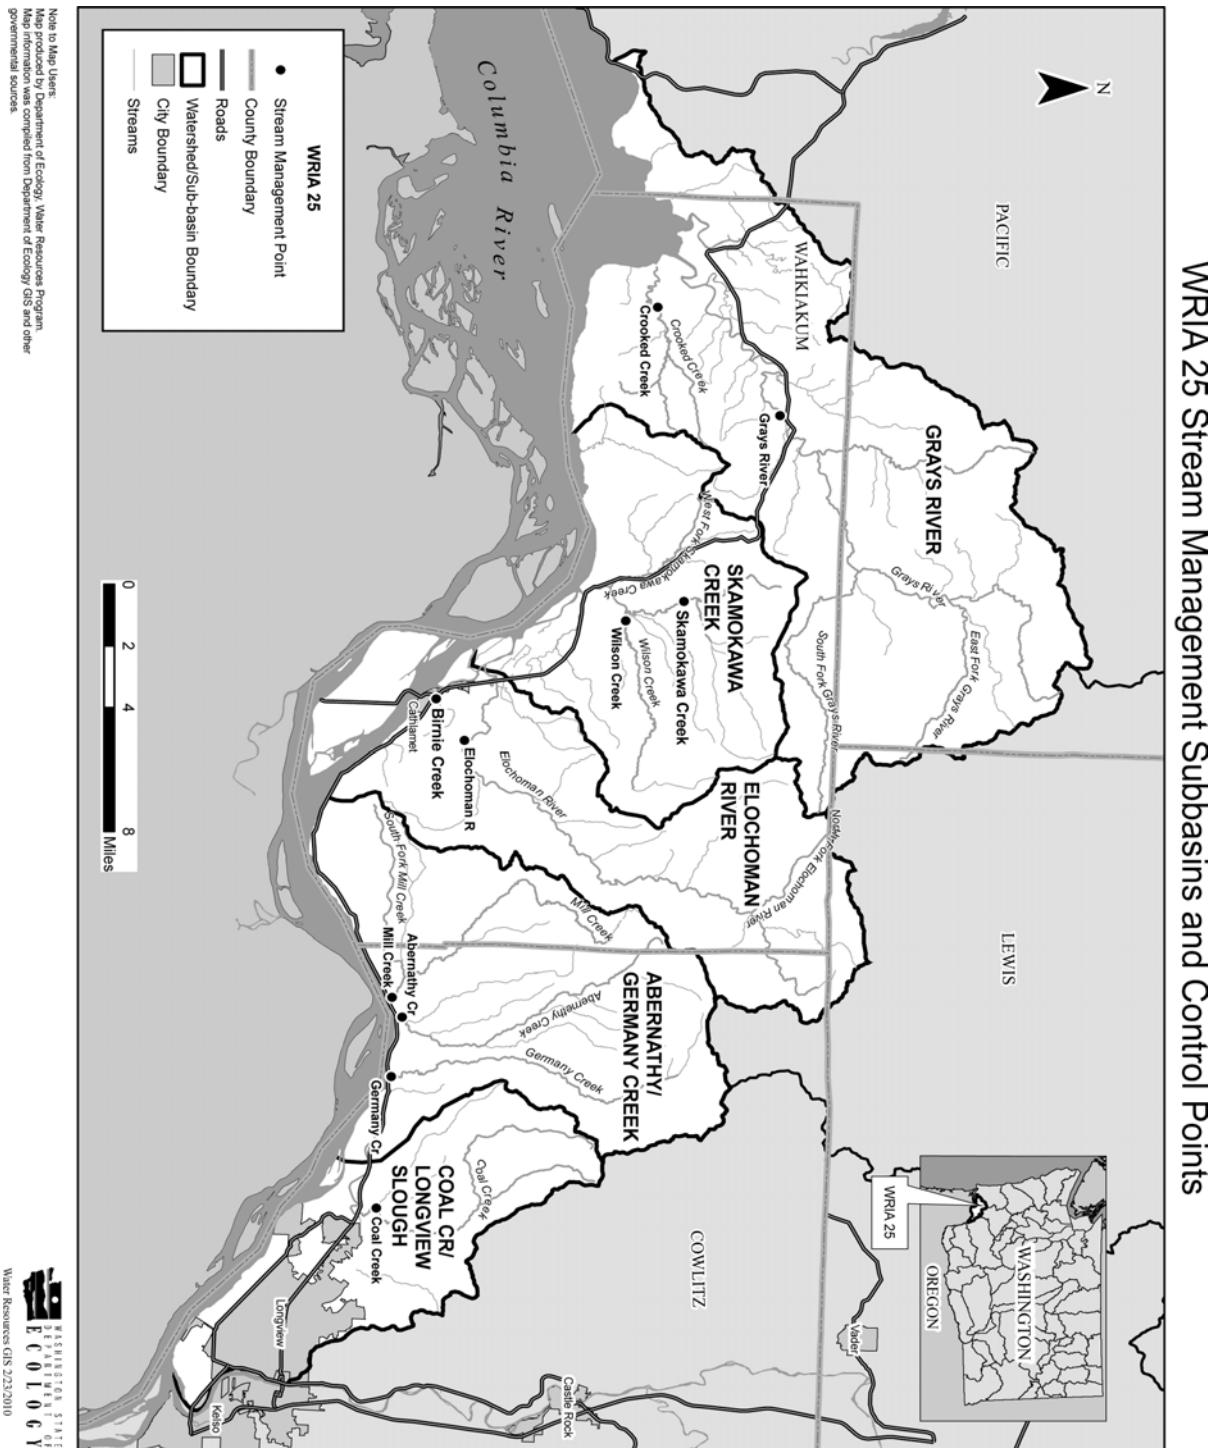 WRIA 25 Stream Management Subbasins and Control Points
N
PACIFIC
LEWIS
WRIA 25
WASHINGTON
OREGON
WAHKIAKUM
GRAYS RIVER
Grays River
East Fork Grays River
South Fork Grays River
Grays River
Crooked Creek
Crooked Creek
West Fork Skamokawa Creek
SKAMOKAWA
CREEK
Skamokawa Creek
Wilson Creek
Wilson Creek
ELOCHOMAN
RIVER
North Fork Elochoman River
Elochoman River
Elochoman R
Birnie Creek
Cathlamet
South Fork Mill Creek
Mill Creek
Abernathy Cr
Mill Creek
ABERNATHY/
GERMANY CREEK
Abernethy Creek
Germany Creek
Germany Cr
COAL CR/
LONGVIEW
SLOUGH
Coal Creek
Coal Creek
COWLITZ
Vader
Castle Rock
Longview
Kelso
Columbia River
WRIA 25
Stream Management Point
County Boundary
Roads
Watershed/Sub-basin Boundary
City Boundary
Streams
0 2 4 8
Miles
Note to Map Users:
Map produced by Department of Ecology, Water Resources Program.
Map information was compiled from Department of Ecology GIS and other
governmental sources.
WASHINGTON STATE
DEPARTMENT OF
ECOLOGY
Water Resources GIS 2/23/2010